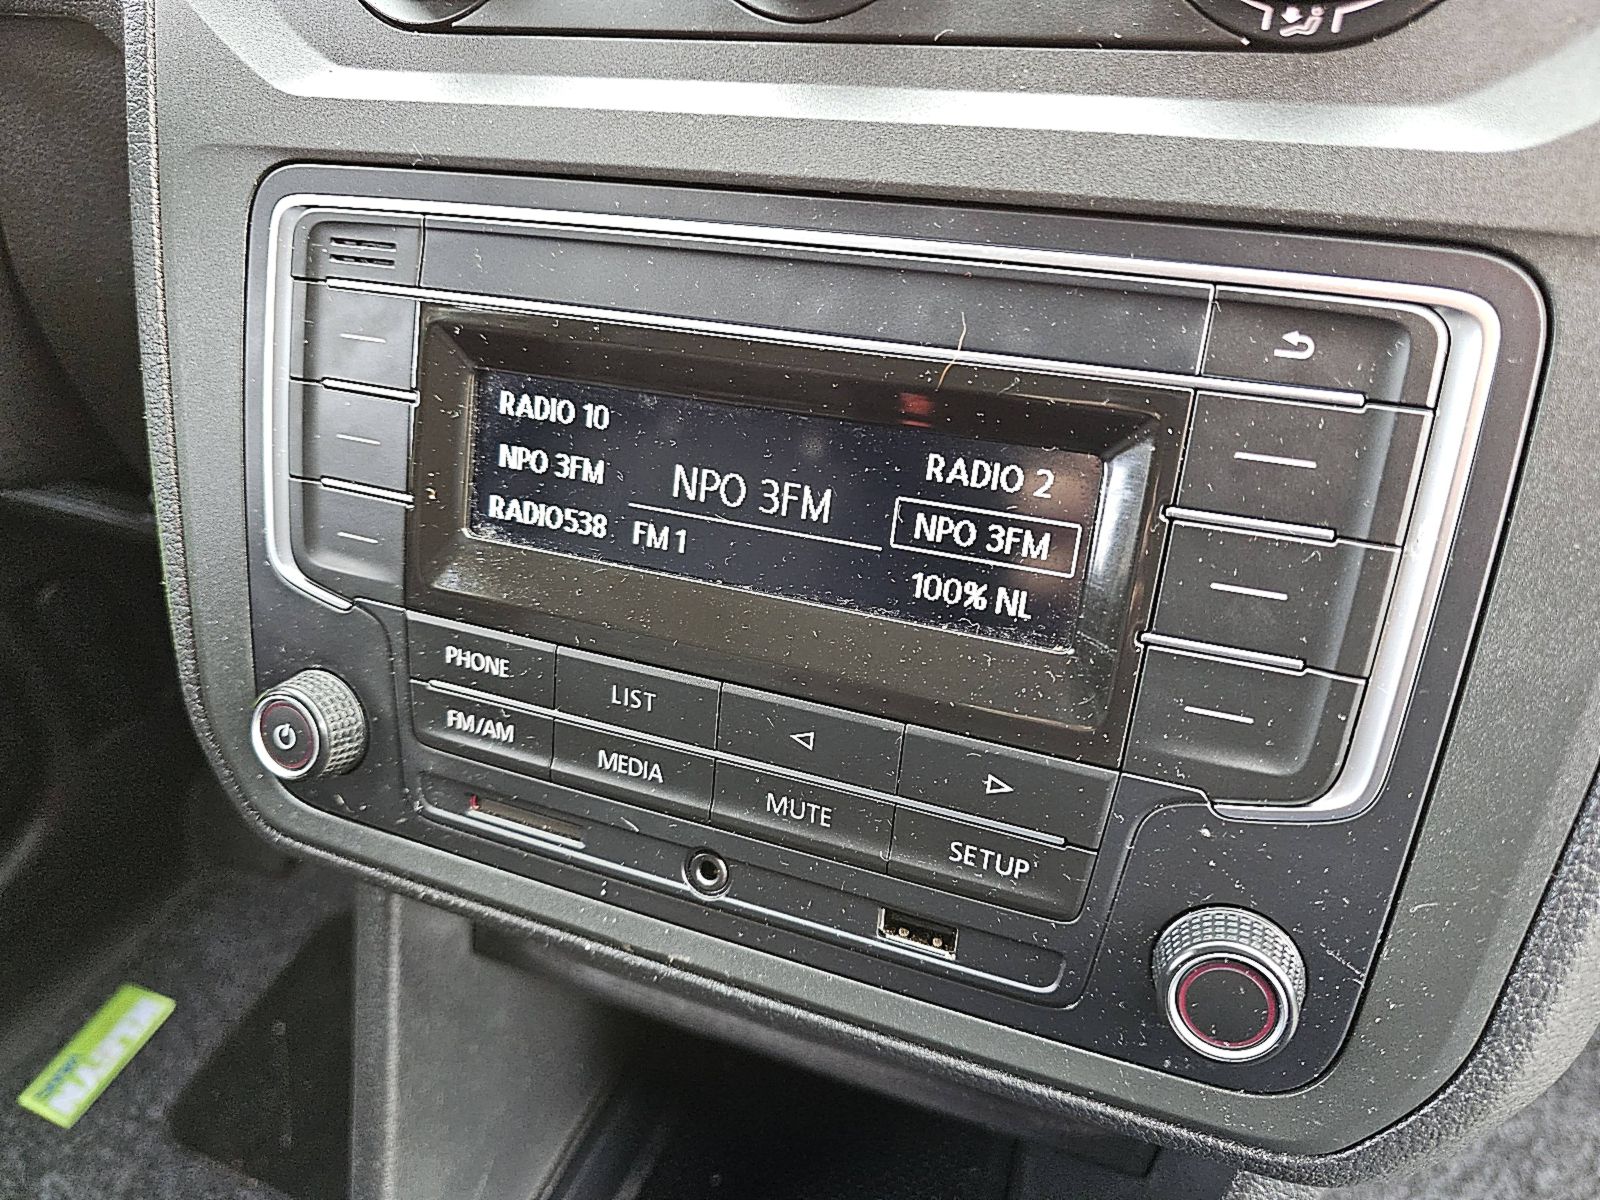 RADIO 10
NPO 3FM
RADIO538
NPO 3FM
FM 1
RADIO 2
NPO 3FM
100% NL
PHONE
LIST
FM/AM
MEDIA
MUTE
SETUP